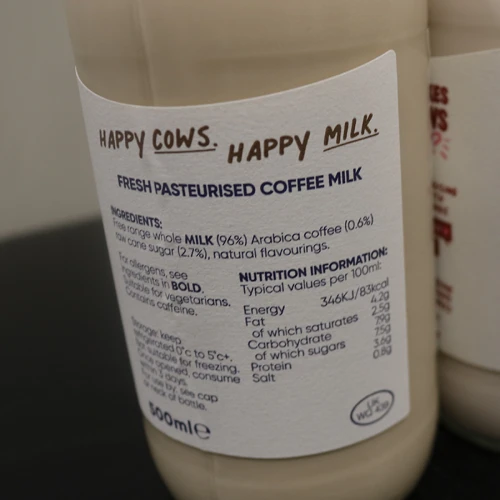 HAPPY COWS. HAPPY MILK.
FRESH PASTEURISED COFFEE MILK
INGREDIENTS:
Free range whole MILK (96%) Arabica coffee (0.6%)
raw cane sugar (2.7%), natural flavourings.
For allergens, see
ingredients in BOLD.
Suitable for vegetarians.
Contains caffeine.
Storage: keep
refrigerated 0°c to 5°c.
suitable for freezing.
Once opened, consume
within 3 days.
For use by, see cap
or neck of bottle.
500ml℮
NUTRITION INFORMATION:
Typical values per 100ml:
Energy 346KJ/83kcal
Fat 4.2g
of which saturates 2.5g
Carbohydrate 7.9g
of which sugars 7.5g
Protein 3.6g
Salt 0.8g
UK
WG 438